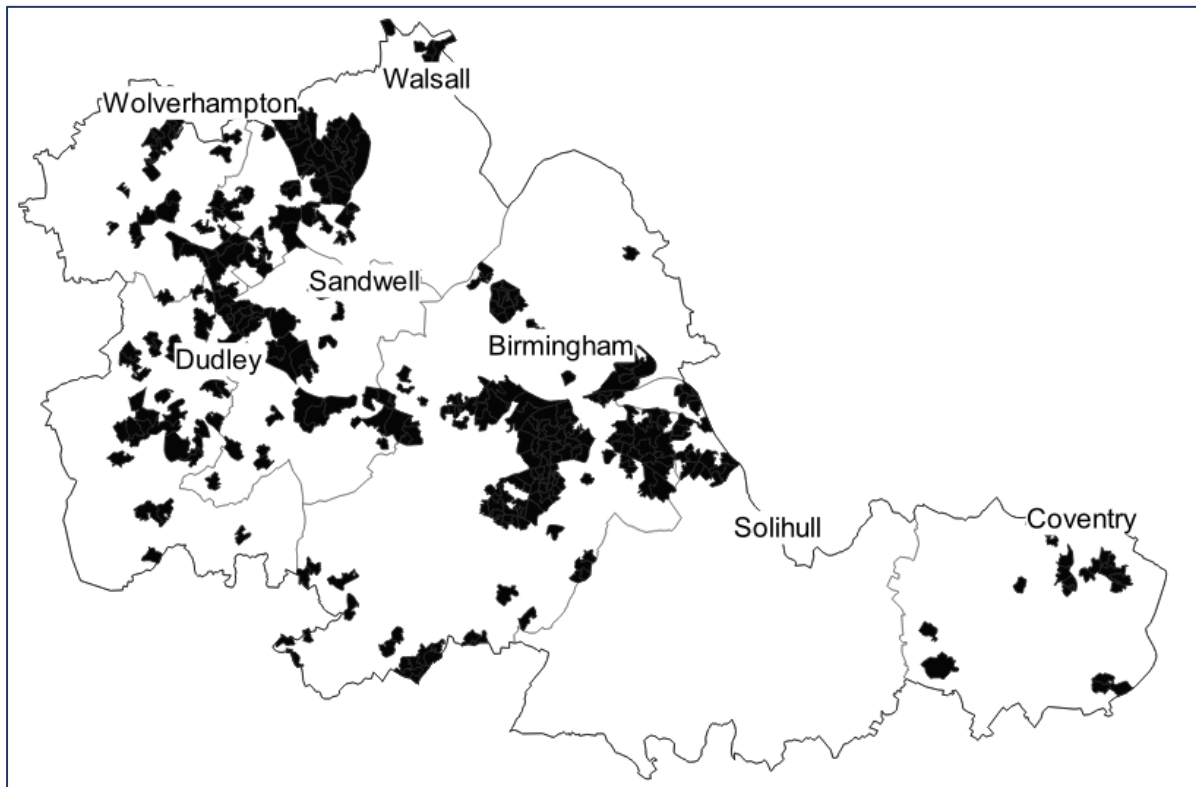 Walsall
Wolverhampton
Sandwell
Birmingham
Dudley
Solihull
Coventry